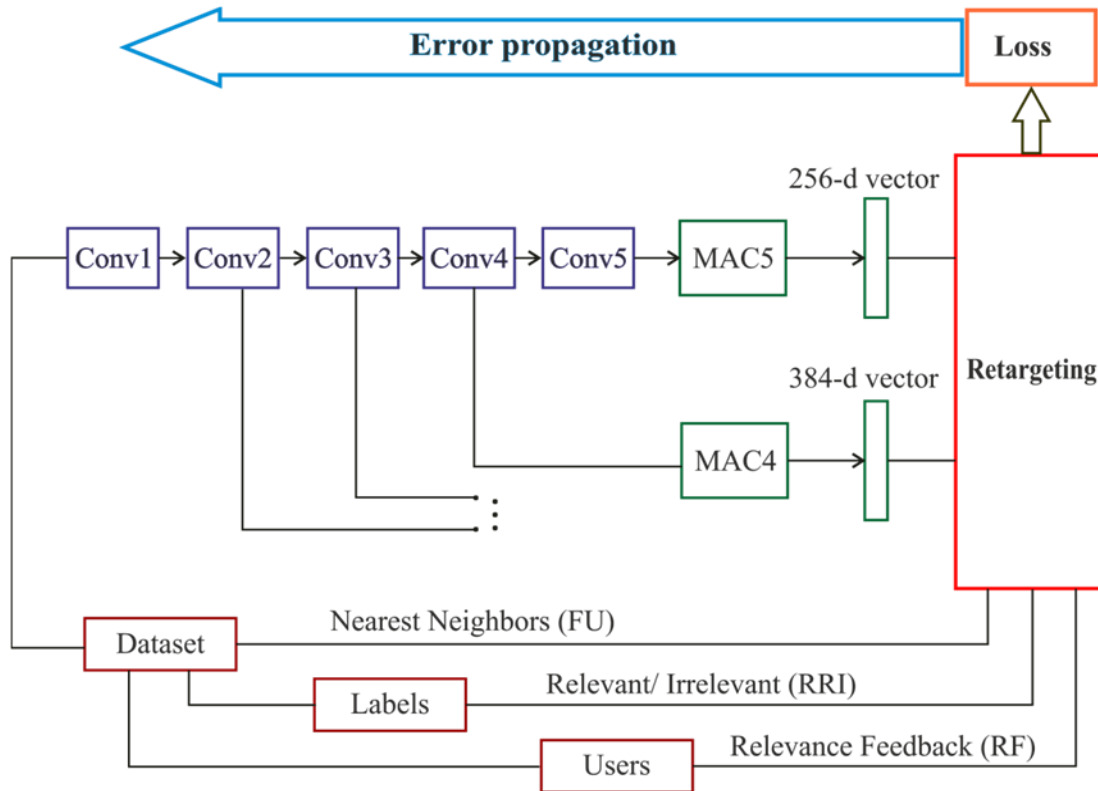 Error propagation
Loss
256-d vector
Conv1
Conv2
Conv3
Conv4
Conv5
MAC5
384-d vector
Retargeting
MAC4
Nearest Neighbors (FU)
Dataset
Relevant/ Irrelevant (RRI)
Labels
Relevance Feedback (RF)
Users